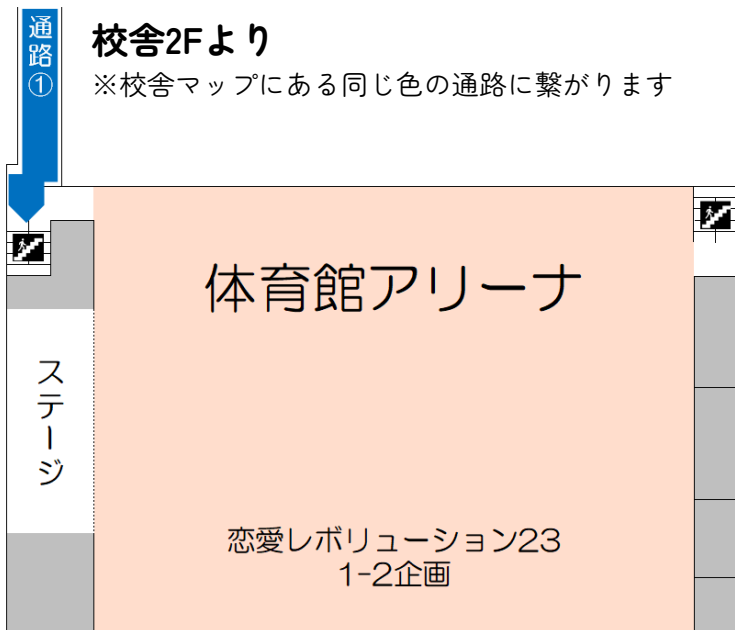 通路①
校舎2Fより
※校舎マップにある同じ色の通路に繋がります
体育館アリーナ
ステージ
恋愛レボリューション23
1-2企画